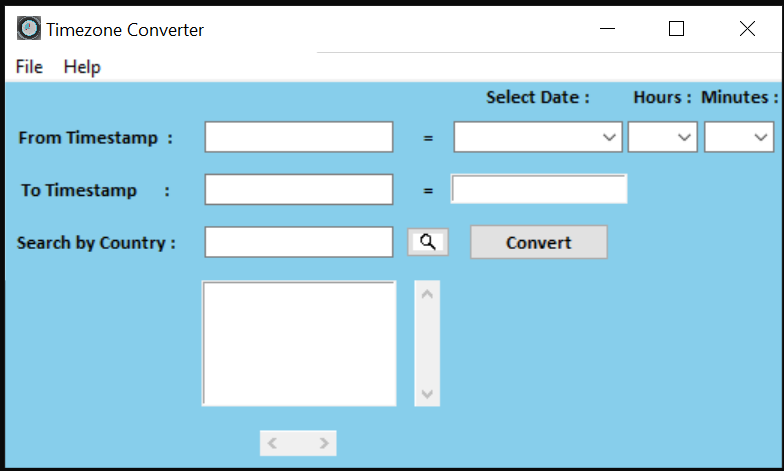 Timezone Converter
File Help
Select Date : Hours : Minutes :
From Timestamp : =
To Timestamp : =
Search by Country : Convert